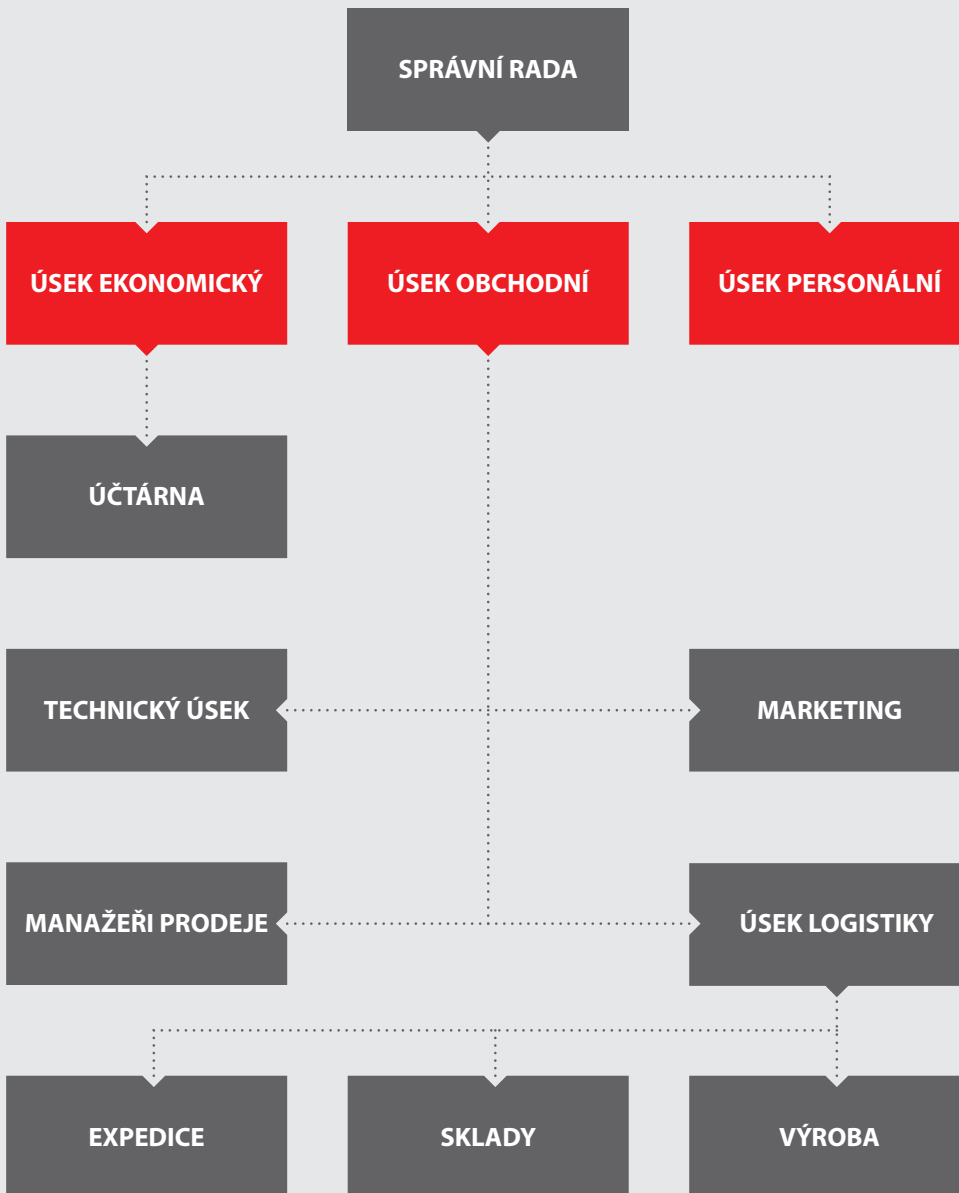 SPRÁVNÍ RADA
ÚSEK EKONOMICKÝ
ÚSEK OBCHODNÍ
ÚSEK PERSONÁLNÍ
ÚČTÁRNA
TECHNICKÝ ÚSEK
MARKETING
MANAŽEŘI PRODEJE
ÚSEK LOGISTIKY
EXPEDICE
SKLADY
VÝROBA